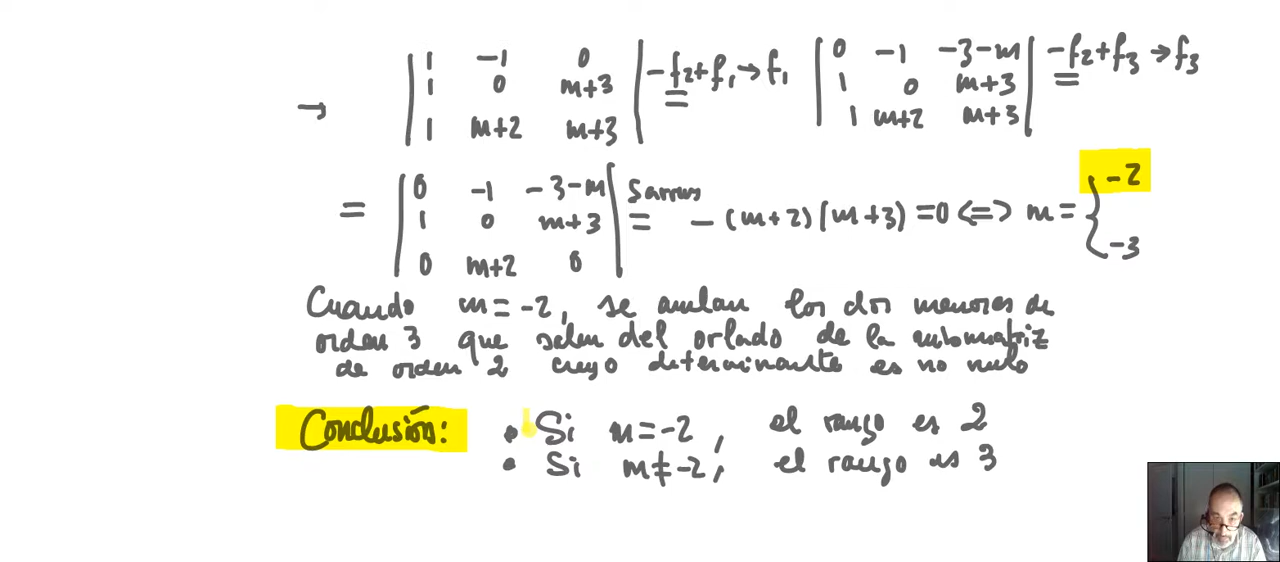 → | 1 -1 0 | -f2+f1→f1 | 0 -1 -3-m | -f2+f3→f3
| 1 0 m+3 | = | 1 0 m+3 | =
| 1 m+2 m+3 | | 1 m+2 m+3 |
= | 0 -1 -3-m | Sarrus
| 1 0 m+3 | = -(m+2)(m+3)=0 ⟺ m= { -2
| 0 m+2 0 | -3
Cuando m=-2, se anulan los dos menores de
orden 3 que salen del orlado de la submatriz
de orden 2 cuyo determinante es no nulo
Conclusión: • Si m=-2, el rango es 2
• Si m≠-2, el rango es 3